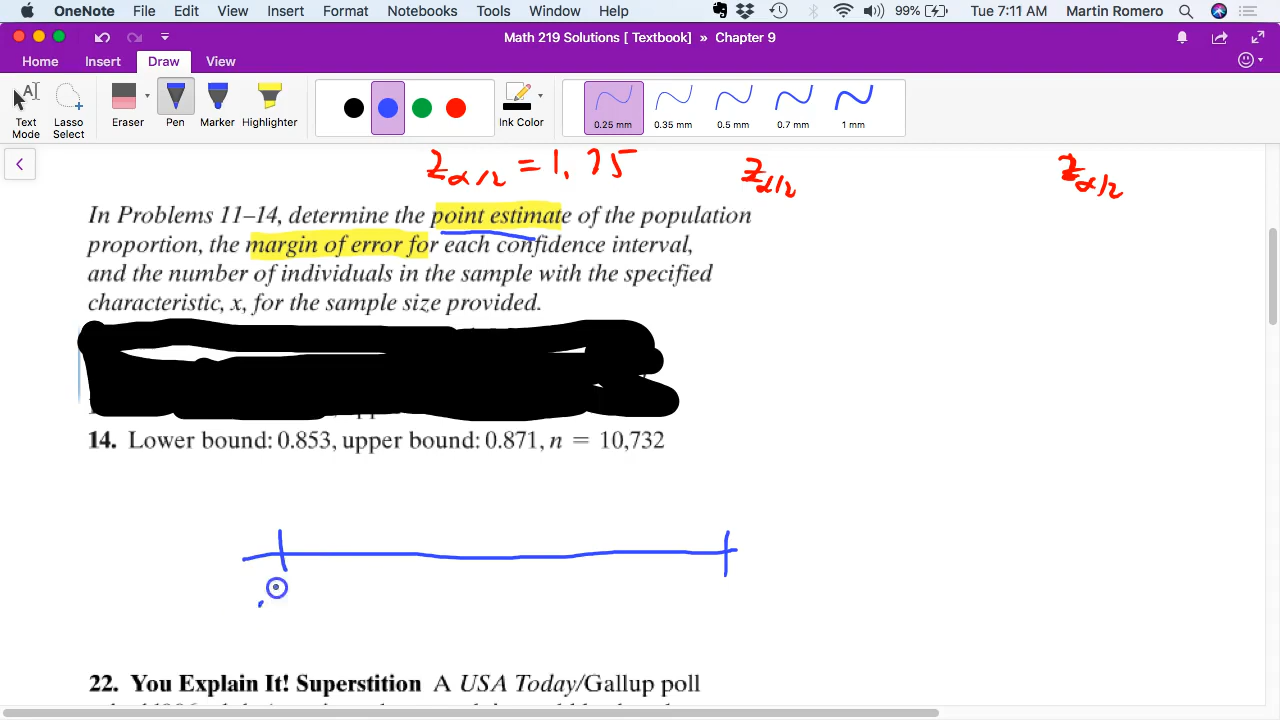 OneNote File Edit View Insert Format Notebooks Tools Window Help 99% Tue 7:11 AM Martin Romero
Math 219 Solutions [ Textbook] » Chapter 9
Home Insert Draw View
Text Mode
Lasso Select
Eraser
Pen
Marker
Highlighter
Ink Color
0.25 mm
0.35 mm
0.5 mm
0.7 mm
1 mm
z α/2 = 1.75 z α/2 z α/2
In Problems 11–14, determine the point estimate of the population
proportion, the margin of error for each confidence interval,
and the number of individuals in the sample with the specified
characteristic, x, for the sample size provided.
14. Lower bound: 0.853, upper bound: 0.871, n = 10,732
22. You Explain It! Superstition A USA Today/Gallup poll